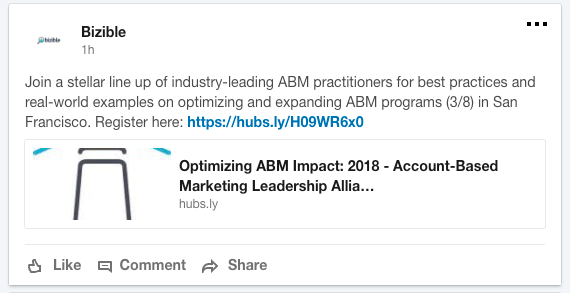 bizible
Bizible
1h
Join a stellar line up of industry-leading ABM practitioners for best practices and
real-world examples on optimizing and expanding ABM programs (3/8) in San
Francisco. Register here: https://hubs.ly/H09WR6x0
Optimizing ABM Impact: 2018 - Account-Based
Marketing Leadership Allia...
hubs.ly
Like Comment Share